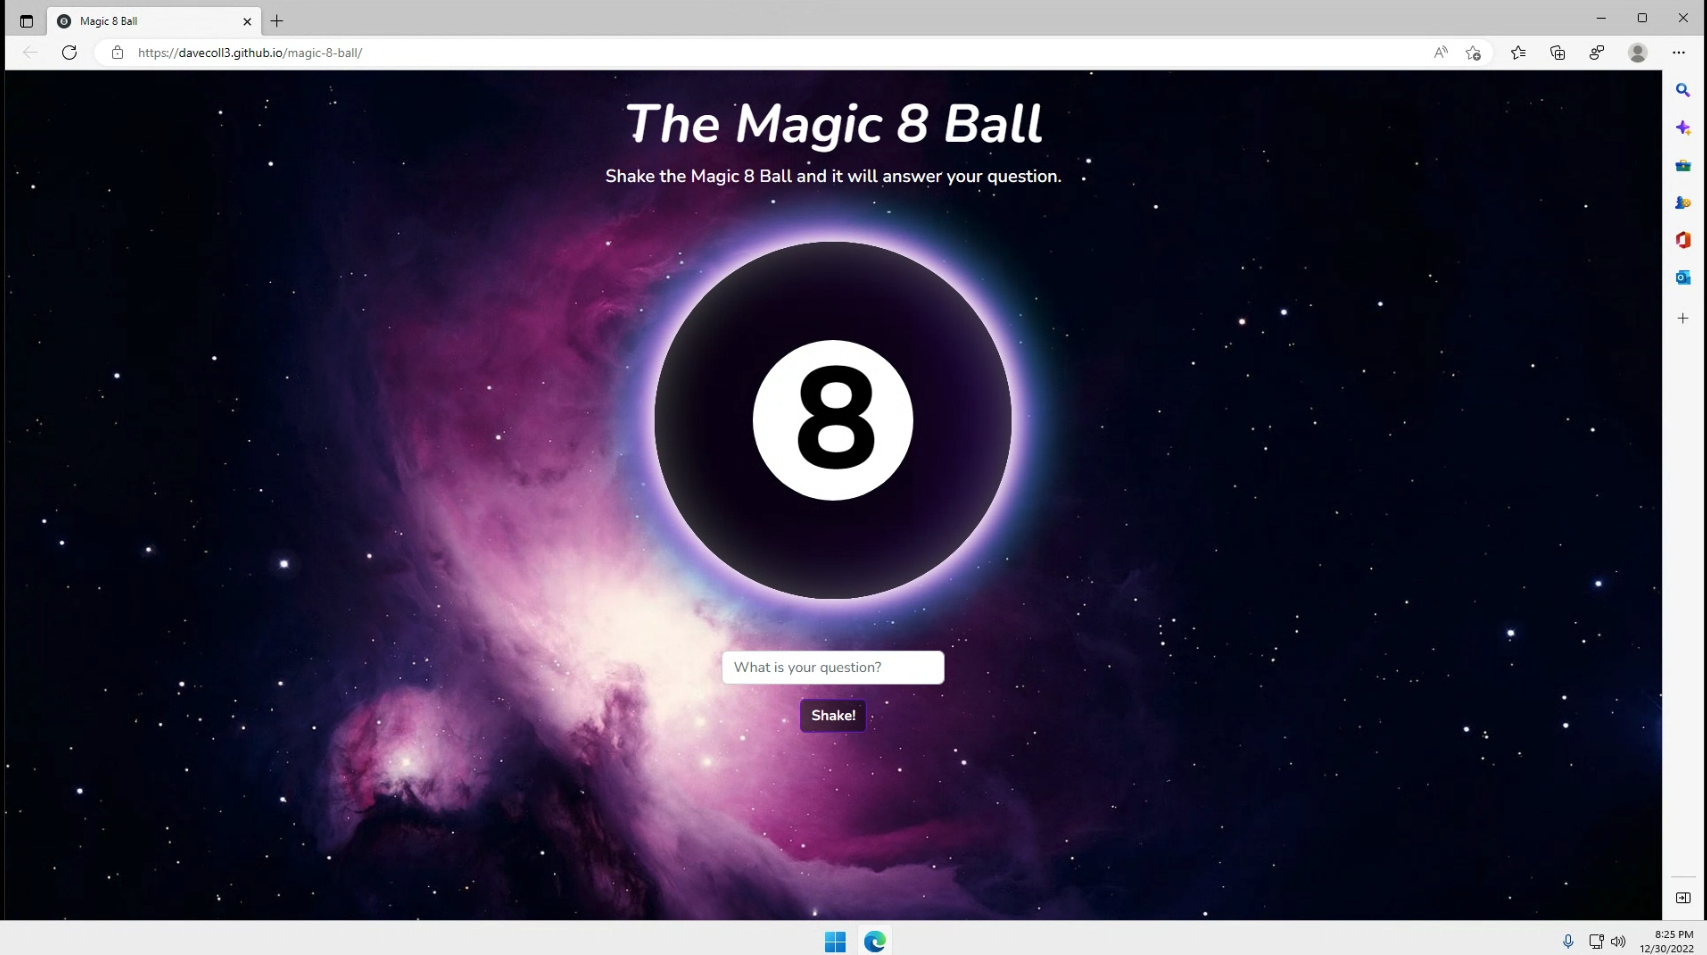 Magic 8 Ball
https://davecoll3.github.io/magic-8-ball/
The Magic 8 Ball
Shake the Magic 8 Ball and it will answer your question.
8
What is your question?
Shake!
8:25 PM
12/30/2022